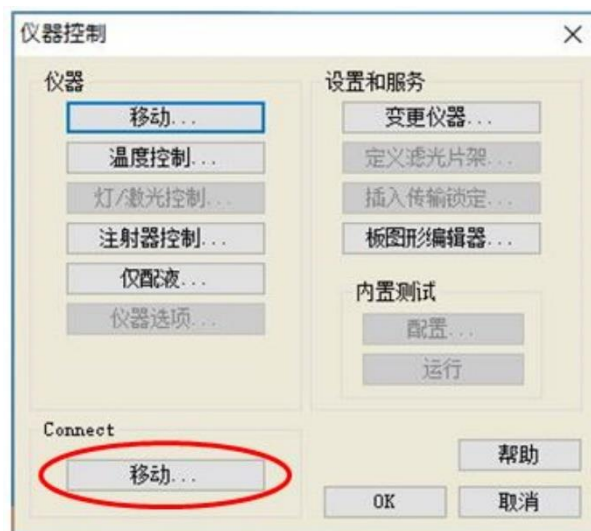 仪器控制
仪器
移动...
温度控制...
灯/激光控制...
注射器控制...
仅配液...
仪器选项...
设置和服务
变更仪器...
定义滤光片架...
插入传输锁定...
板图形编辑器...
内置测试
配置...
运行
Connect
移动...
帮助
OK
取消